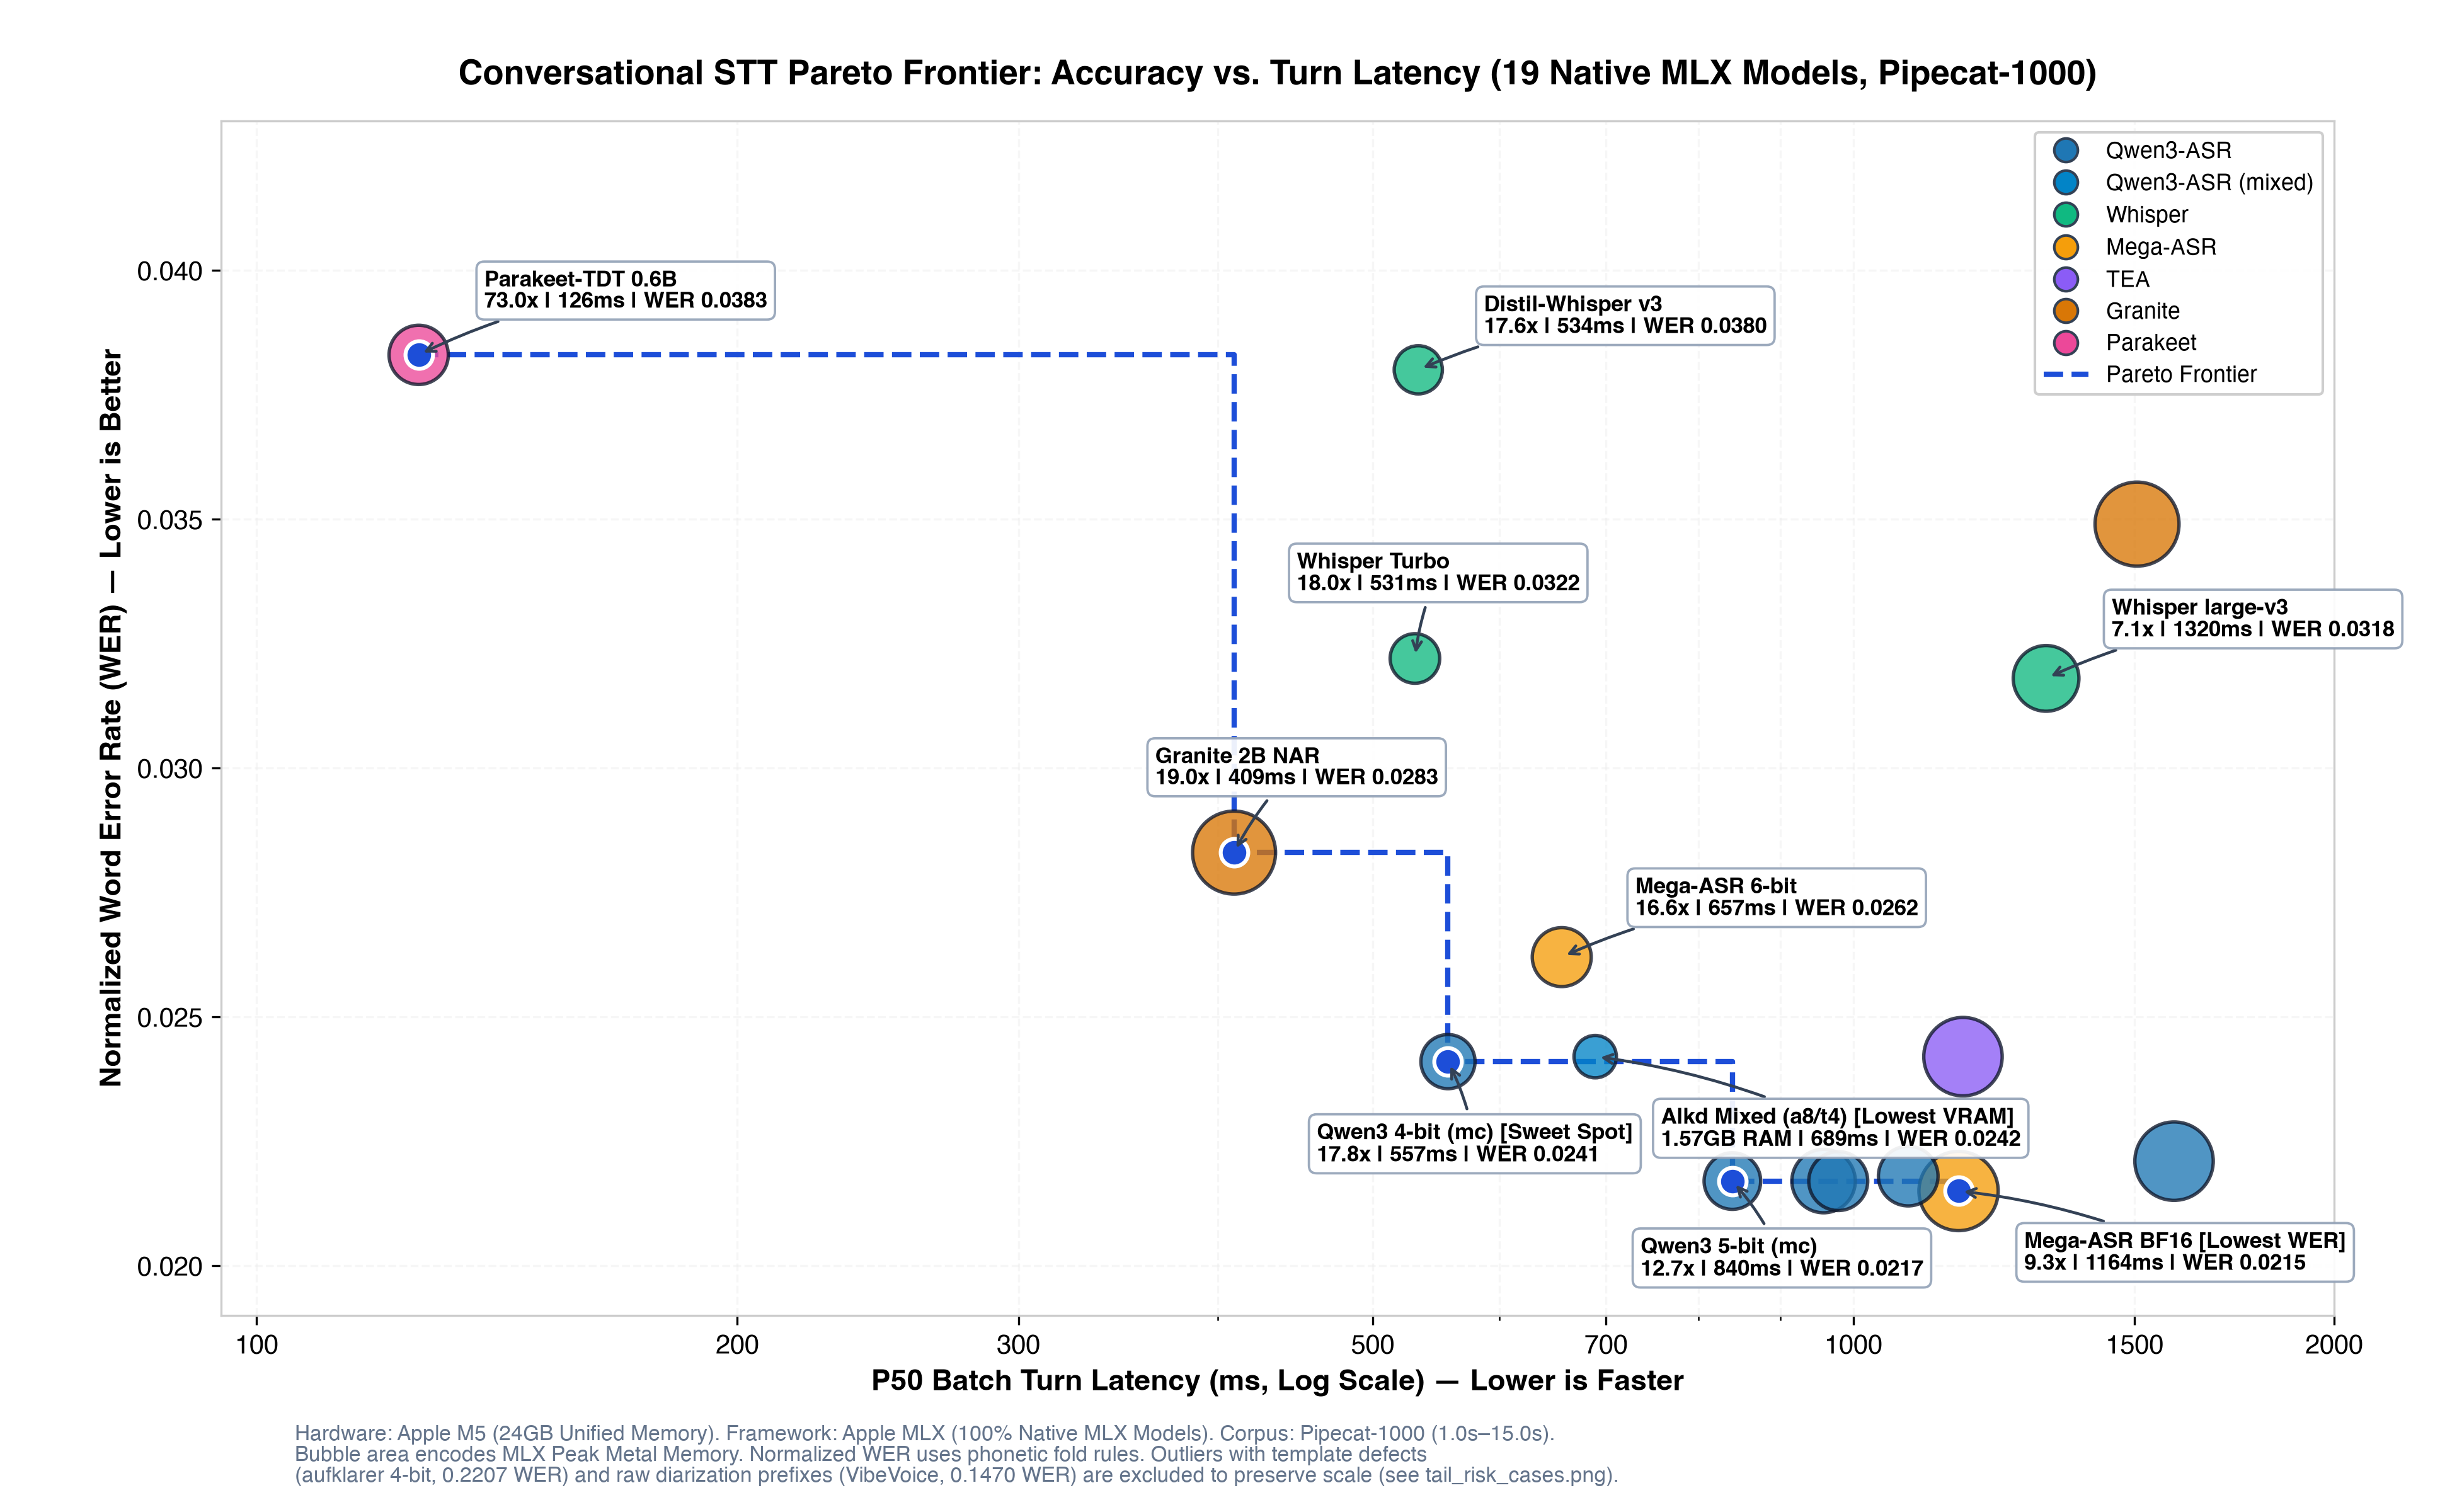 Conversational STT Pareto Frontier: Accuracy vs. Turn Latency (19 Native MLX Models, Pipecat-1000)
Qwen3-ASR
Qwen3-ASR (mixed)
Whisper
Mega-ASR
TEA
Granite
Parakeet
Pareto Frontier
Normalized Word Error Rate (WER) — Lower is Better
0.040
0.035
0.030
0.025
0.020
Parakeet-TDT 0.6B
73.0x | 126ms | WER 0.0383
Distil-Whisper v3
17.6x | 534ms | WER 0.0380
Whisper Turbo
18.0x | 531ms | WER 0.0322
Whisper large-v3
7.1x | 1320ms | WER 0.0318
Granite 2B NAR
19.0x | 409ms | WER 0.0283
Mega-ASR 6-bit
16.6x | 657ms | WER 0.0262
Alkd Mixed (a8/t4) [Lowest VRAM]
1.57GB RAM | 689ms | WER 0.0242
Qwen3 4-bit (mc) [Sweet Spot]
17.8x | 557ms | WER 0.0241
Qwen3 5-bit (mc)
12.7x | 840ms | WER 0.0217
Mega-ASR BF16 [Lowest WER]
9.3x | 1164ms | WER 0.0215
100
200
300
500
700
1000
1500
2000
P50 Batch Turn Latency (ms, Log Scale) — Lower is Faster
Hardware: Apple M5 (24GB Unified Memory). Framework: Apple MLX (100% Native MLX Models). Corpus: Pipecat-1000 (1.0s–15.0s).
Bubble area encodes MLX Peak Metal Memory. Normalized WER uses phonetic fold rules. Outliers with template defects
(aufklarer 4-bit, 0.2207 WER) and raw diarization prefixes (VibeVoice, 0.1470 WER) are excluded to preserve scale (see tail_risk_cases.png).